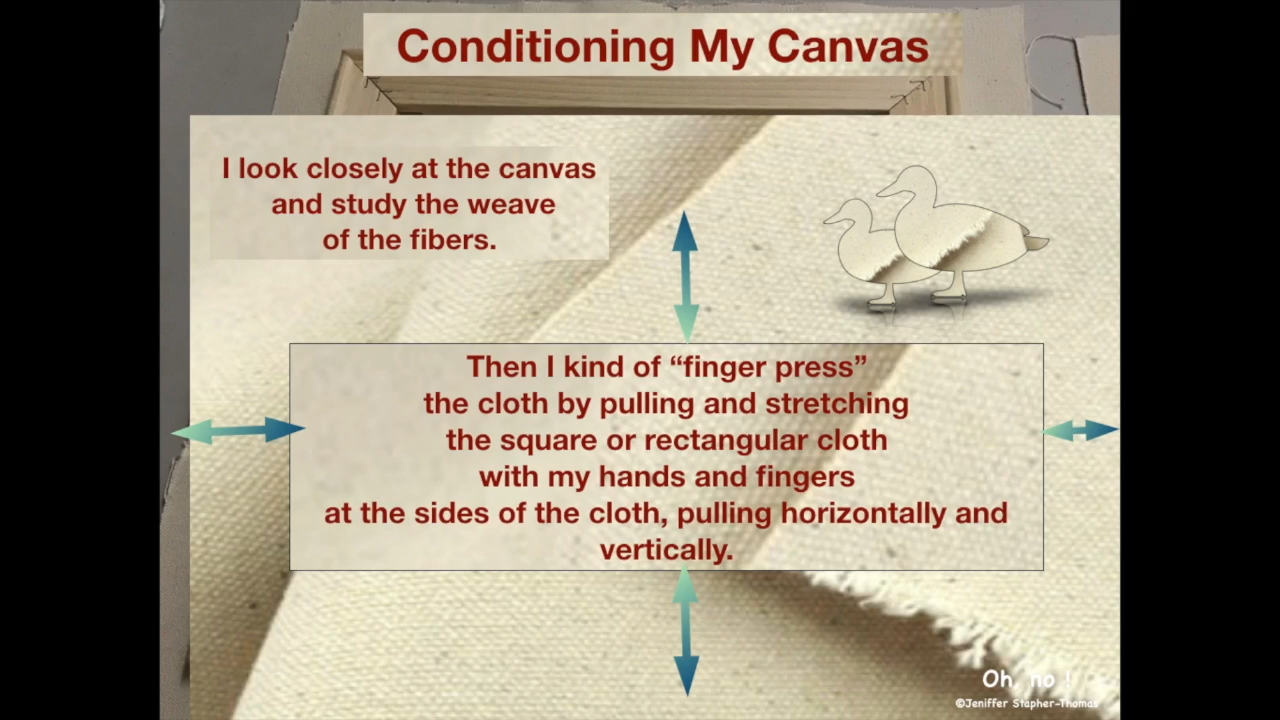 Conditioning My Canvas
I look closely at the canvas
and study the weave
of the fibers.
Then I kind of “finger press”
the cloth by pulling and stretching
the square or rectangular cloth
with my hands and fingers
at the sides of the cloth, pulling horizontally and
vertically.
Oh, no !
©Jeniffer Stapher-Thomas